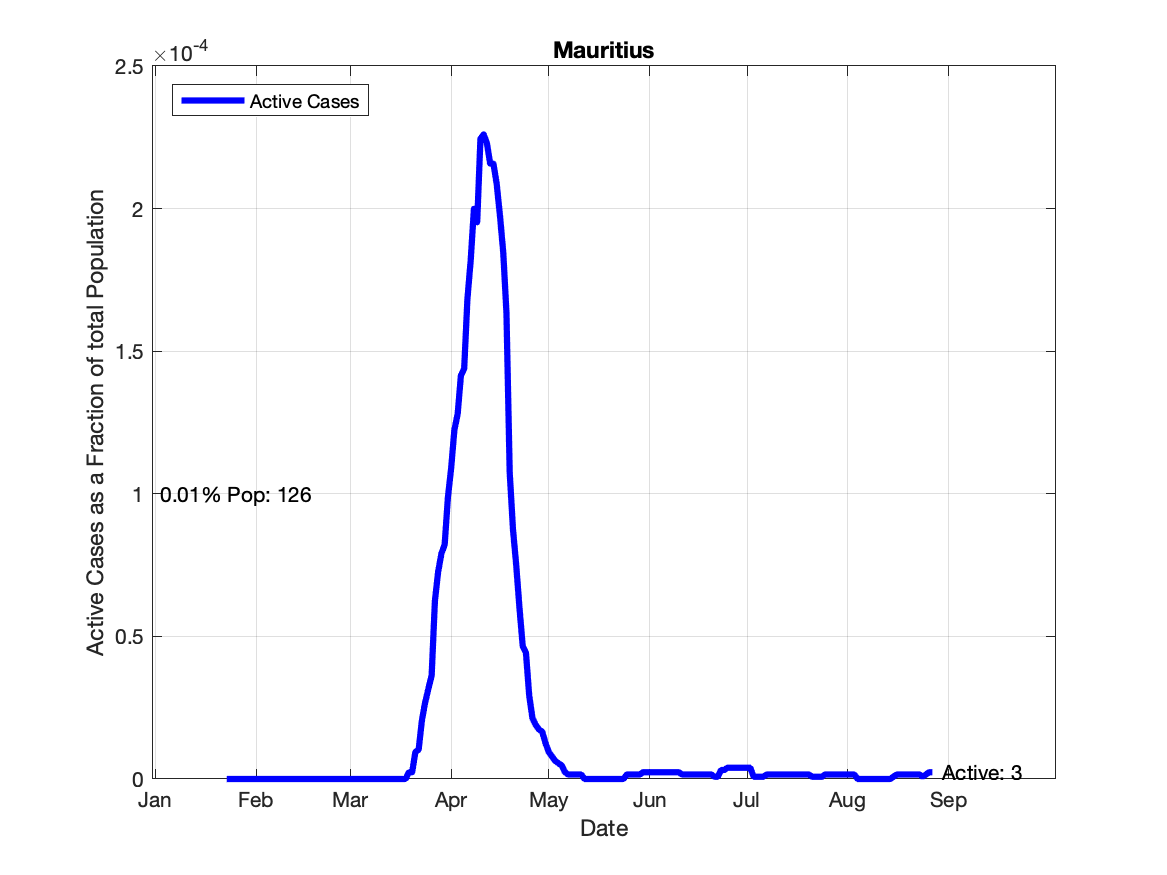 Mauritius
×10-4
2.5
2
1.5
1
0.5
0
Active Cases as a Fraction of total Population
Active Cases
0.01% Pop: 126
Active: 3
Jan Feb Mar Apr May Jun Jul Aug Sep
Date